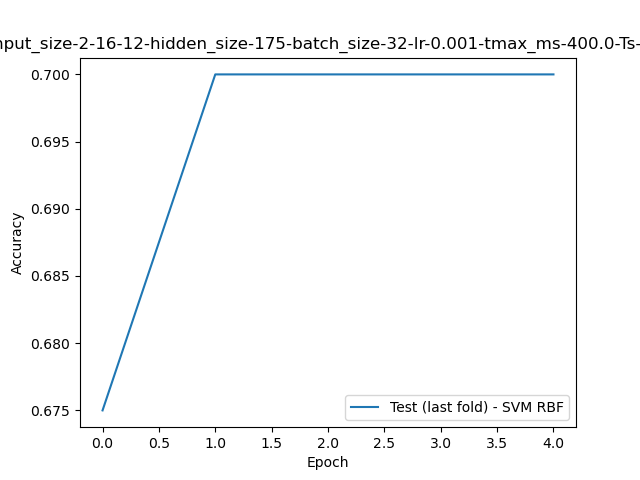 nput_size-2-16-12-hidden_size-175-batch_size-32-lr-0.001-tmax_ms-400.0-Ts-
0.700
0.695
0.690
0.685
0.680
0.675
Accuracy
Test (last fold) - SVM RBF
0.0 0.5 1.0 1.5 2.0 2.5 3.0 3.5 4.0
Epoch